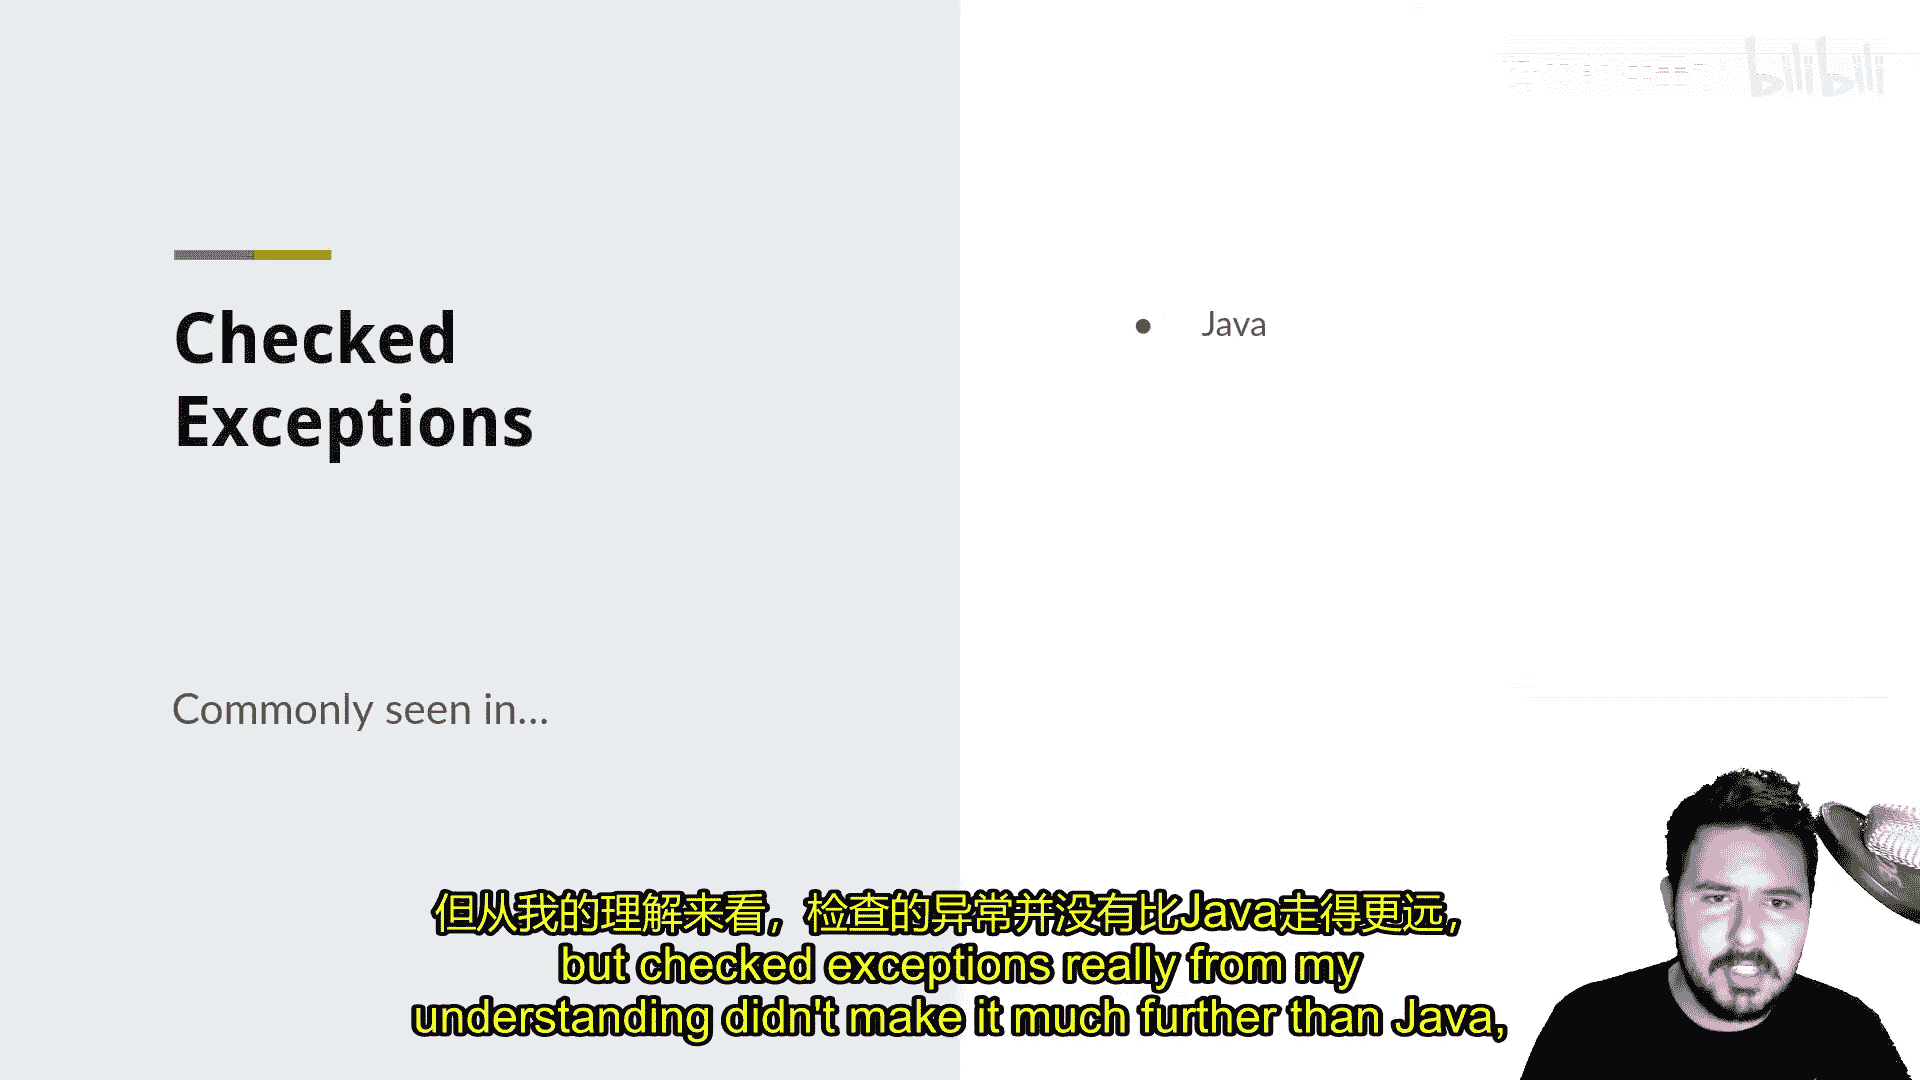 bilibili
Checked
Exceptions
Java
Commonly seen in...
但从我的理解来看，检查的异常并没有比Java走得更远，
but checked exceptions really from my
understanding didn't make it much further than Java,